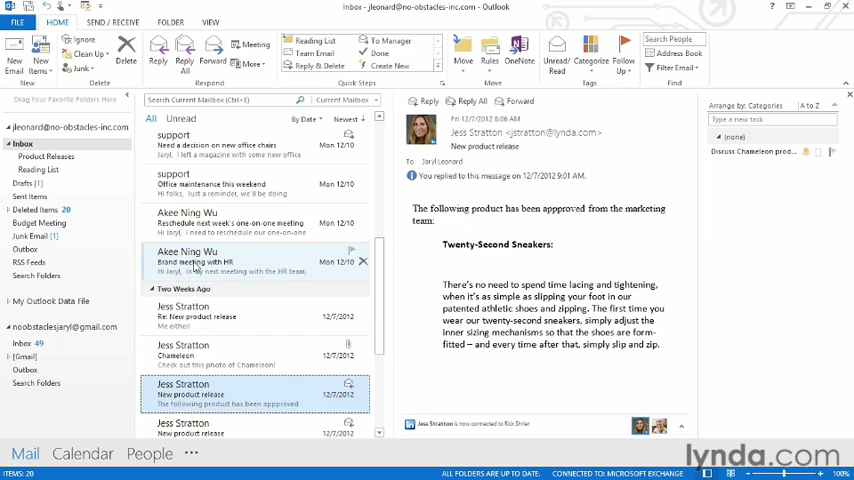 Inbox - jleonard@no-obstacles-inc.com - Outlook
FILE HOME SEND / RECEIVE FOLDER VIEW
New Email
New Items
Ignore
Clean Up
Junk
Delete
Reply
Reply All
Forward
Meeting
More
Reading List
Team Email
Reply & Delete
To Manager
Done
Create New
Move
Rules
OneNote
Unread/ Read
Categorize
Follow Up
Search People
Address Book
Filter Email
New Delete Respond Quick Steps Move Tags Find
Drag Your Favorite Folders Here
jleonard@no-obstacles-inc.com
Inbox
Product Releases
Reading List
Drafts [1]
Sent Items
Deleted Items 20
Budget Meeting
Junk Email [1]
Outbox
RSS Feeds
Search Folders
My Outlook Data File
noobstaclesjaryl@gmail.com
Inbox 49
[Gmail]
Outbox
Search Folders
Search Current Mailbox (Ctrl+E) Current Mailbox
All Unread By Date Newest
support
Need a decision on new office chairs Mon 12/10
Jaryl, I left a magazine with some new office
support
Office maintenance this weekend Mon 12/10
Hi folks, Just a reminder, we'll be doing
Akee Ning Wu
Reschedule next week's one-on-one meeting Mon 12/10
Hi Jaryl, I need to reschedule our one-on-one
Akee Ning Wu
Brand meeting with HR Mon 12/10
Hi Jaryl, In my next meeting with the HR team,
Two Weeks Ago
Jess Stratton
Re: New product release 12/7/2012
Me either!
Jess Stratton
Chameleon 12/7/2012
Check out this photo of Chameleon!
Jess Stratton
New product release 12/7/2012
The following product has been appproved
Jess Stratton
New product release 12/7/2012
Reply Reply All Forward
Fri 12/7/2012 8:06 AM
Jess Stratton <jstratton@lynda.com>
New product release
To Jaryl Leonard
You replied to this message on 12/7/2012 9:01 AM.
The following product has been appproved from the marketing
team:
Twenty-Second Sneakers:
There's no need to spend time lacing and tightening,
when it's as simple as slipping your foot in our
patented athletic shoes and zipping. The first time you
wear our twenty-second sneakers, simply adjust the
inner sizing mechanisms so that the shoes are form-
fitted – and every time after that, simply slip and zip.
in Jess Stratton is now connected to Rick Shrler
Arrange by: Categories A to Z
Type a new task
(none)
Discuss Chameleon prod...
Mail Calendar People •••
lynda.com
ITEMS: 20 ALL FOLDERS ARE UP TO DATE. CONNECTED TO: MICROSOFT EXCHANGE 100%